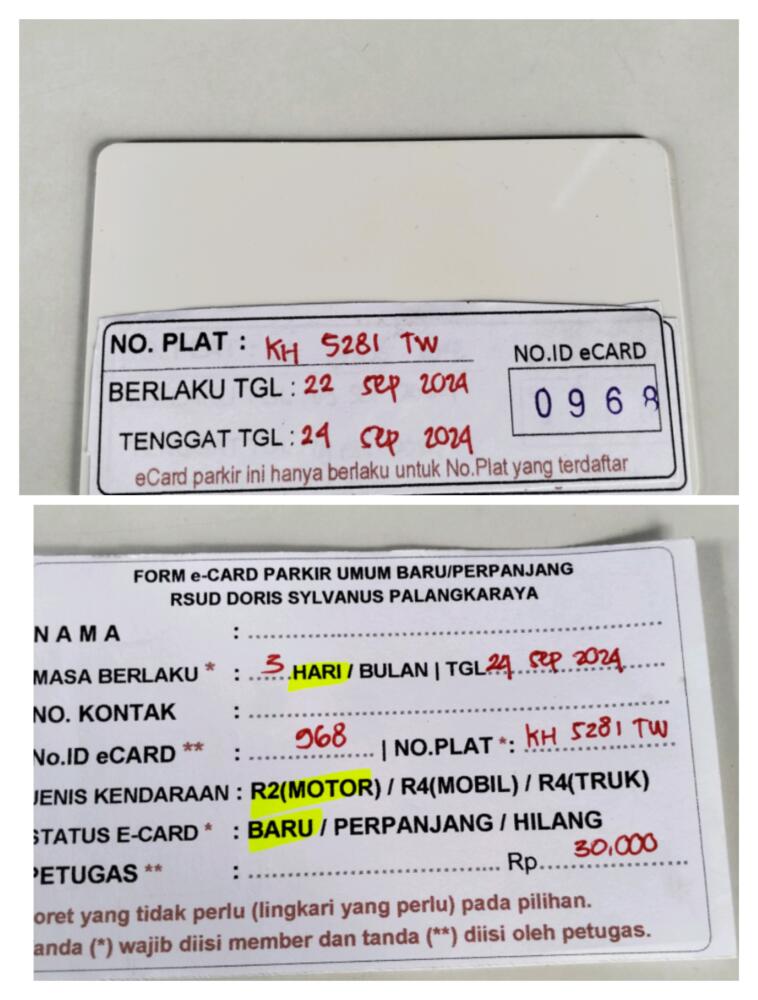 NO. PLAT : KH 5281 TW
BERLAKU TGL : 22 Sep 2024
TENGGAT TGL : 24 Sep 2024
NO.ID eCARD
0968
eCard parkir ini hanya berlaku untuk No.Plat yang terdaftar
FORM e-CARD PARKIR UMUM BARU/PERPANJANG
RSUD DORIS SYLVANUS PALANGKARAYA
NAMA :
MASA BERLAKU * : 3 HARI / BULAN | TGL 24 Sep 2024
NO. KONTAK :
No.ID eCARD ** : 968 | NO.PLAT *: KH 5281 TW
JENIS KENDARAAN : R2(MOTOR) / R4(MOBIL) / R4(TRUK)
STATUS E-CARD * : BARU / PERPANJANG / HILANG
PETUGAS ** : Rp. 30,000
oret yang tidak perlu (lingkari yang perlu) pada pilihan.
anda (*) wajib diisi member dan tanda (**) diisi oleh petugas.